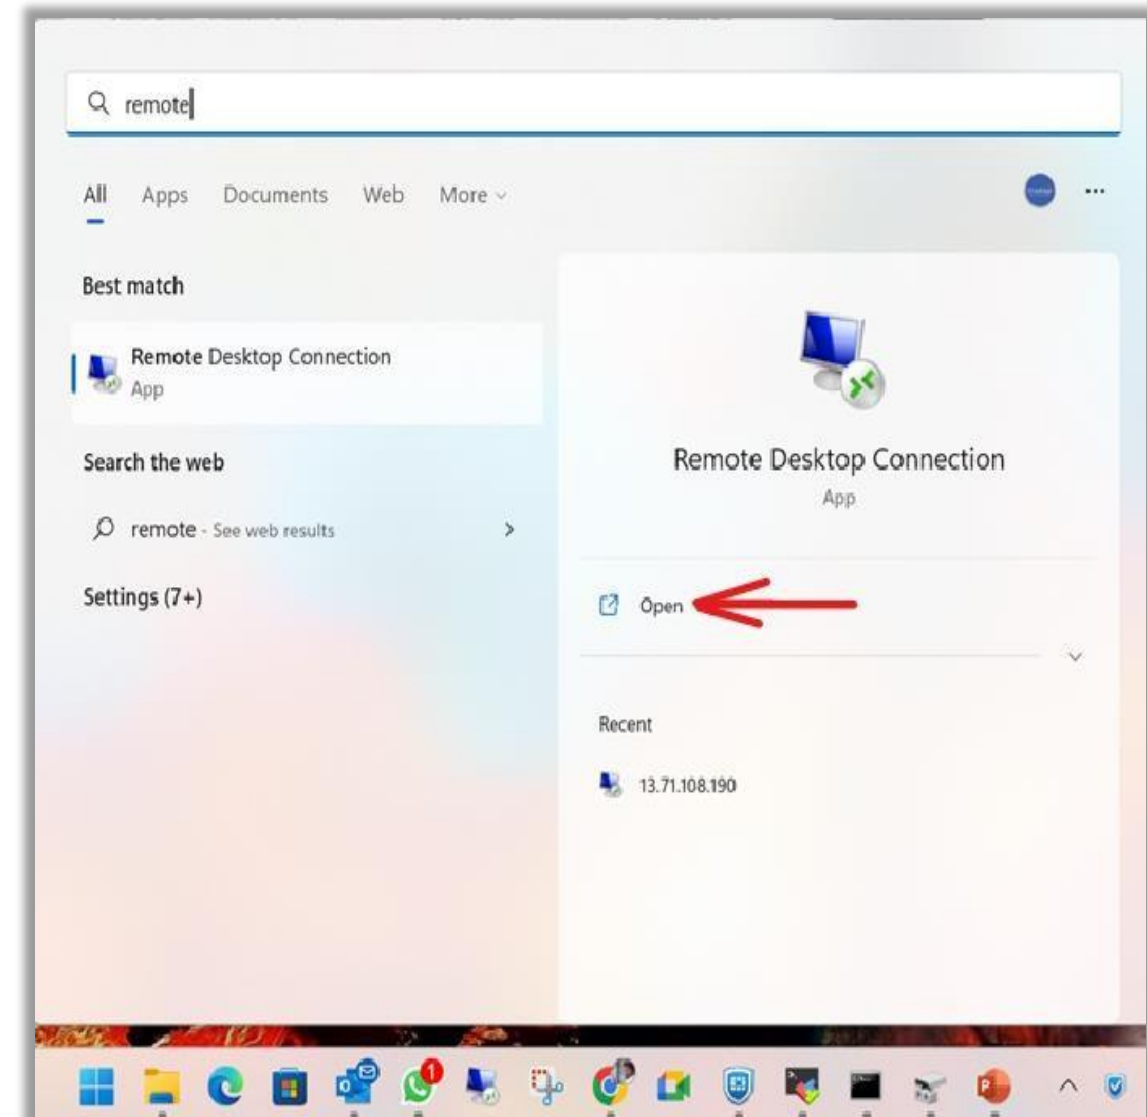 remote
All Apps Documents Web More
Best match
Remote Desktop Connection
App
Search the web
remote - See web results
Settings (7+)
Remote Desktop Connection
App
Open
Recent
13.71.108.190
1